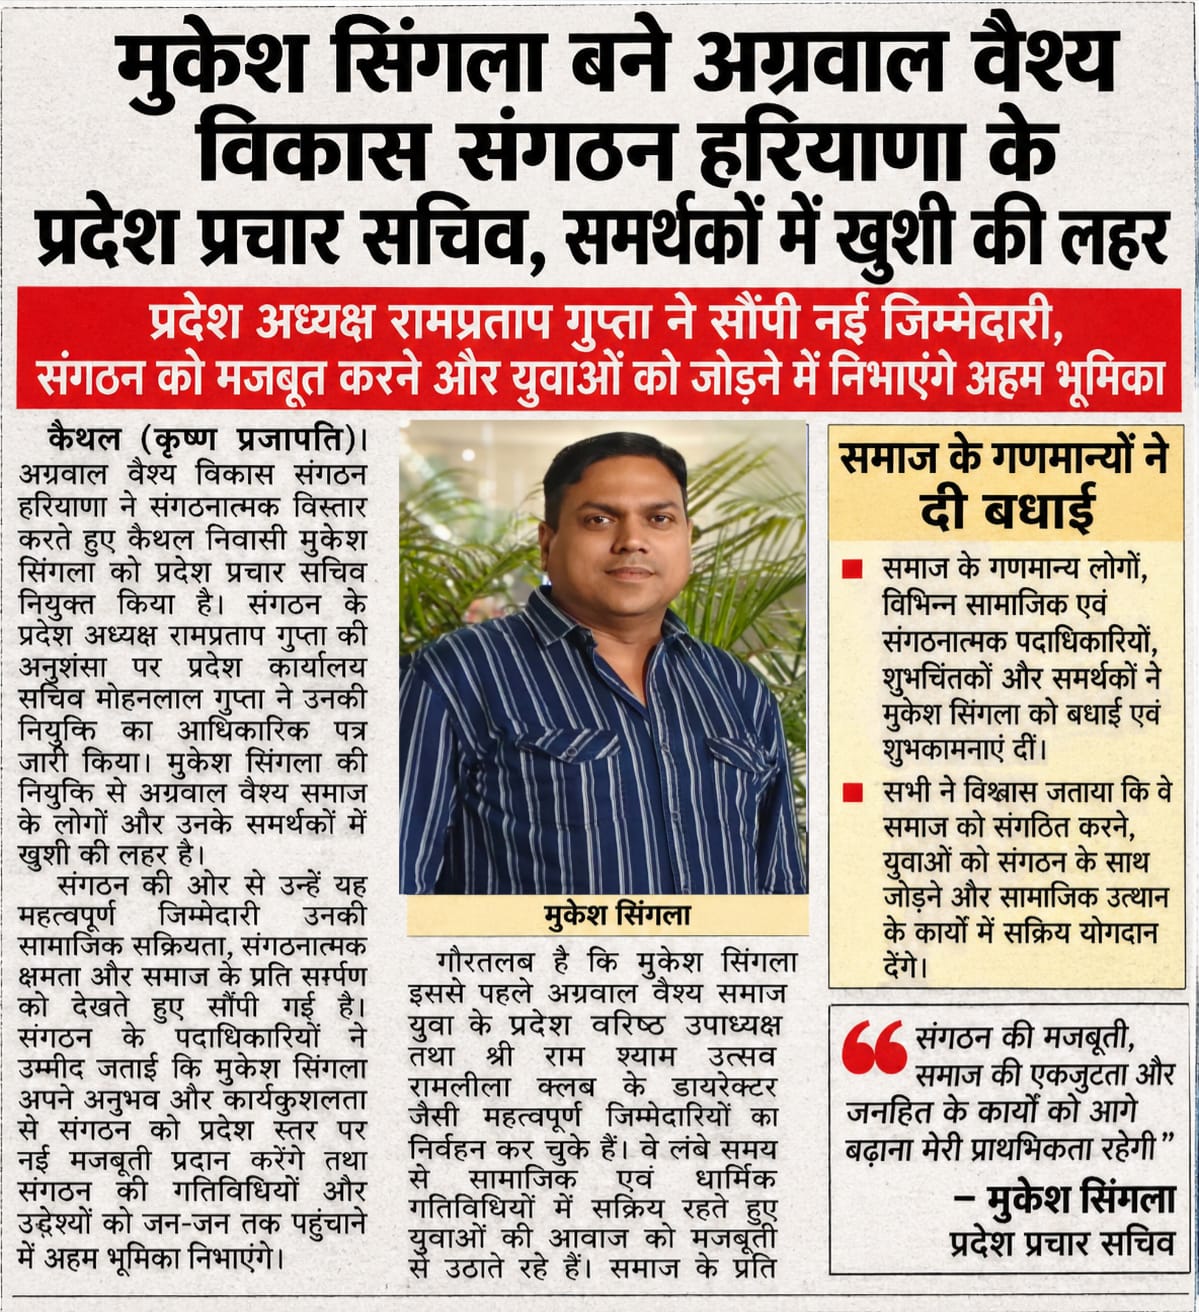 मुकेश सिंगला बने अग्रवाल वैश्य
विकास संगठन हरियाणा के
प्रदेश प्रचार सचिव, समर्थकों में खुशी की लहर
प्रदेश अध्यक्ष रामप्रताप गुप्ता ने सौंपी नई जिम्मेदारी,
संगठन को मजबूत करने और युवाओं को जोड़ने में निभाएंगे अहम भूमिका
कैथल (कृष्ण प्रजापति)।
अग्रवाल वैश्य विकास संगठन
हरियाणा ने संगठनात्मक विस्तार
करते हुए कैथल निवासी मुकेश
सिंगला को प्रदेश प्रचार सचिव
नियुक्त किया है। संगठन के
प्रदेश अध्यक्ष रामप्रताप गुप्ता की
अनुशंसा पर प्रदेश कार्यालय
सचिव मोहनलाल गुप्ता ने उनकी
नियुकि का आधिकारिक पत्र
जारी किया। मुकेश सिंगला की
नियुकि से अग्रवाल वैश्य समाज
के लोगों और उनके समर्थकों में
खुशी की लहर है।
संगठन की ओर से उन्हें यह
महत्वपूर्ण जिम्मेदारी उनकी
सामाजिक सक्रियता, संगठनात्मक
क्षमता और समाज के प्रति सर्म्पण
को देखते हुए सौंपी गई है।
संगठन के पदाधिकारियों ने
उम्मीद जताई कि मुकेश सिंगला
अपने अनुभव और कार्यकुशलता
से संगठन को प्रदेश स्तर पर
नई मजबूती प्रदान करेंगे तथा
संगठन की गतिविधियों और
उद्देश्यों को जन-जन तक पहुंचाने
में अहम भूमिका निभाएंगे।
मुकेश सिंगला
गौरतलब है कि मुकेश सिंगला
इससे पहले अग्रवाल वैश्य समाज
युवा के प्रदेश वरिष्ठ उपाध्यक्ष
तथा श्री राम श्याम उत्सव
रामलीला क्लब के डायरेक्टर
जैसी महत्वपूर्ण जिम्मेदारियों का
निर्वहन कर चुके हैं। वे लंबे समय
से सामाजिक एवं धार्मिक
गतिविधियों में सक्रिय रहते हुए
युवाओं की आवाज को मजबूती
से उठाते रहे हैं। समाज के प्रति
समाज के गणमान्यों ने
दी बधाई
समाज के गणमान्य लोगों,
विभिन्न सामाजिक एवं
संगठनात्मक पदाधिकारियों,
शुभचिंतकों और समर्थकों ने
मुकेश सिंगला को बधाई एवं
शुभकामनाएं दीं।
सभी ने विश्वास जताया कि वे
समाज को संगठित करने,
युवाओं को संगठन के साथ
जोड़ने और सामाजिक उत्थान
के कार्यो में सक्रिय योगदान
देंगे।
“संगठन की मजबूती,
समाज की एकजुटता और
जनहित के कार्यो को आगे
बढ़ाना मेरी प्राथभिकता रहेगी”
– मुकेश सिंगला
प्रदेश प्रचार सचिव